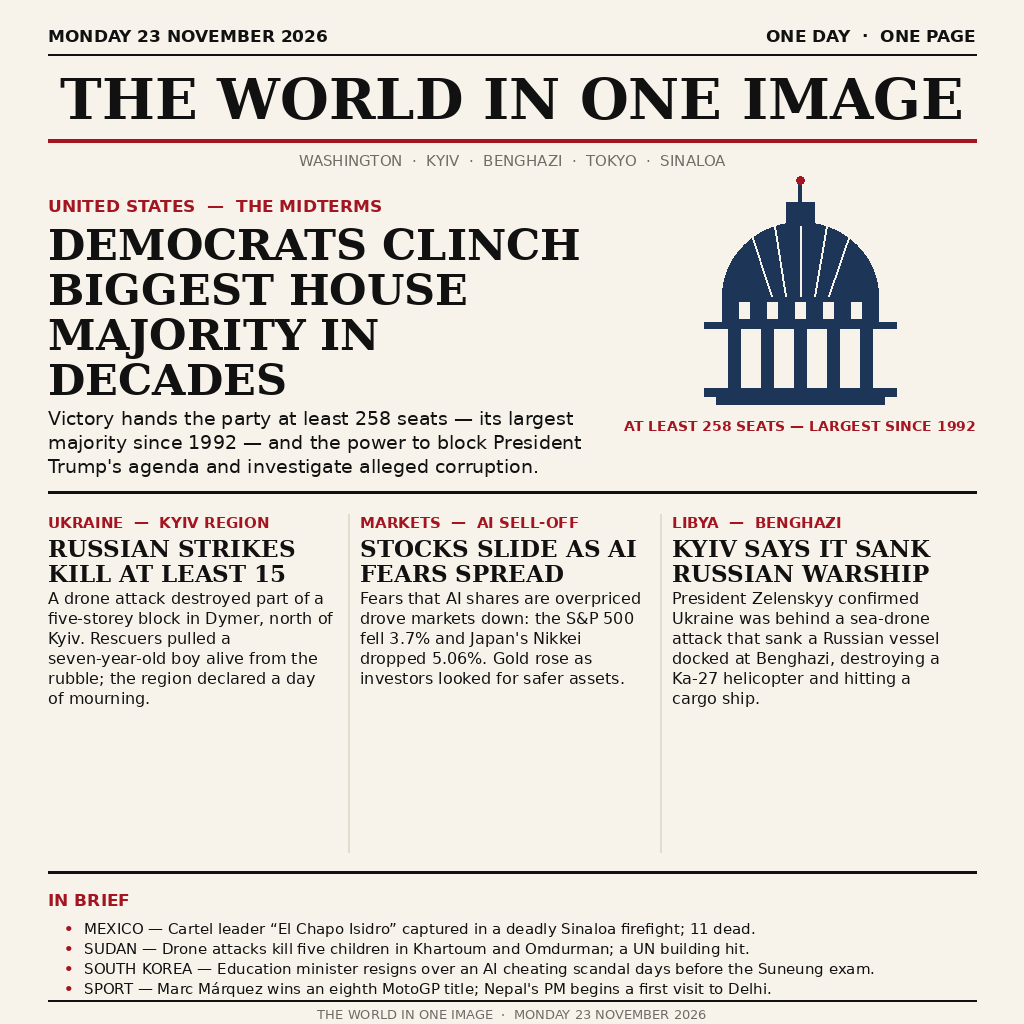 MONDAY 23 NOVEMBER 2026
ONE DAY · ONE PAGE
THE WORLD IN ONE IMAGE
WASHINGTON · KYIV · BENGHAZI · TOKYO · SINALOA
UNITED STATES — THE MIDTERMS
DEMOCRATS CLINCH
BIGGEST HOUSE
MAJORITY IN
DECADES
Victory hands the party at least 258 seats — its largest
majority since 1992 — and the power to block President
Trump's agenda and investigate alleged corruption.
AT LEAST 258 SEATS — LARGEST SINCE 1992
UKRAINE — KYIV REGION
RUSSIAN STRIKES
KILL AT LEAST 15
A drone attack destroyed part of a
five-storey block in Dymer, north of
Kyiv. Rescuers pulled a
seven-year-old boy alive from the
rubble; the region declared a day
of mourning.
MARKETS — AI SELL-OFF
STOCKS SLIDE AS AI
FEARS SPREAD
Fears that AI shares are overpriced
drove markets down: the S&P 500
fell 3.7% and Japan's Nikkei
dropped 5.06%. Gold rose as
investors looked for safer assets.
LIBYA — BENGHAZI
KYIV SAYS IT SANK
RUSSIAN WARSHIP
President Zelenskyy confirmed
Ukraine was behind a sea-drone
attack that sank a Russian vessel
docked at Benghazi, destroying a
Ka-27 helicopter and hitting a
cargo ship.
IN BRIEF
• MEXICO — Cartel leader “El Chapo Isidro” captured in a deadly Sinaloa firefight; 11 dead.
• SUDAN — Drone attacks kill five children in Khartoum and Omdurman; a UN building hit.
• SOUTH KOREA — Education minister resigns over an AI cheating scandal days before the Suneung exam.
• SPORT — Marc Márquez wins an eighth MotoGP title; Nepal's PM begins a first visit to Delhi.
THE WORLD IN ONE IMAGE · MONDAY 23 NOVEMBER 2026